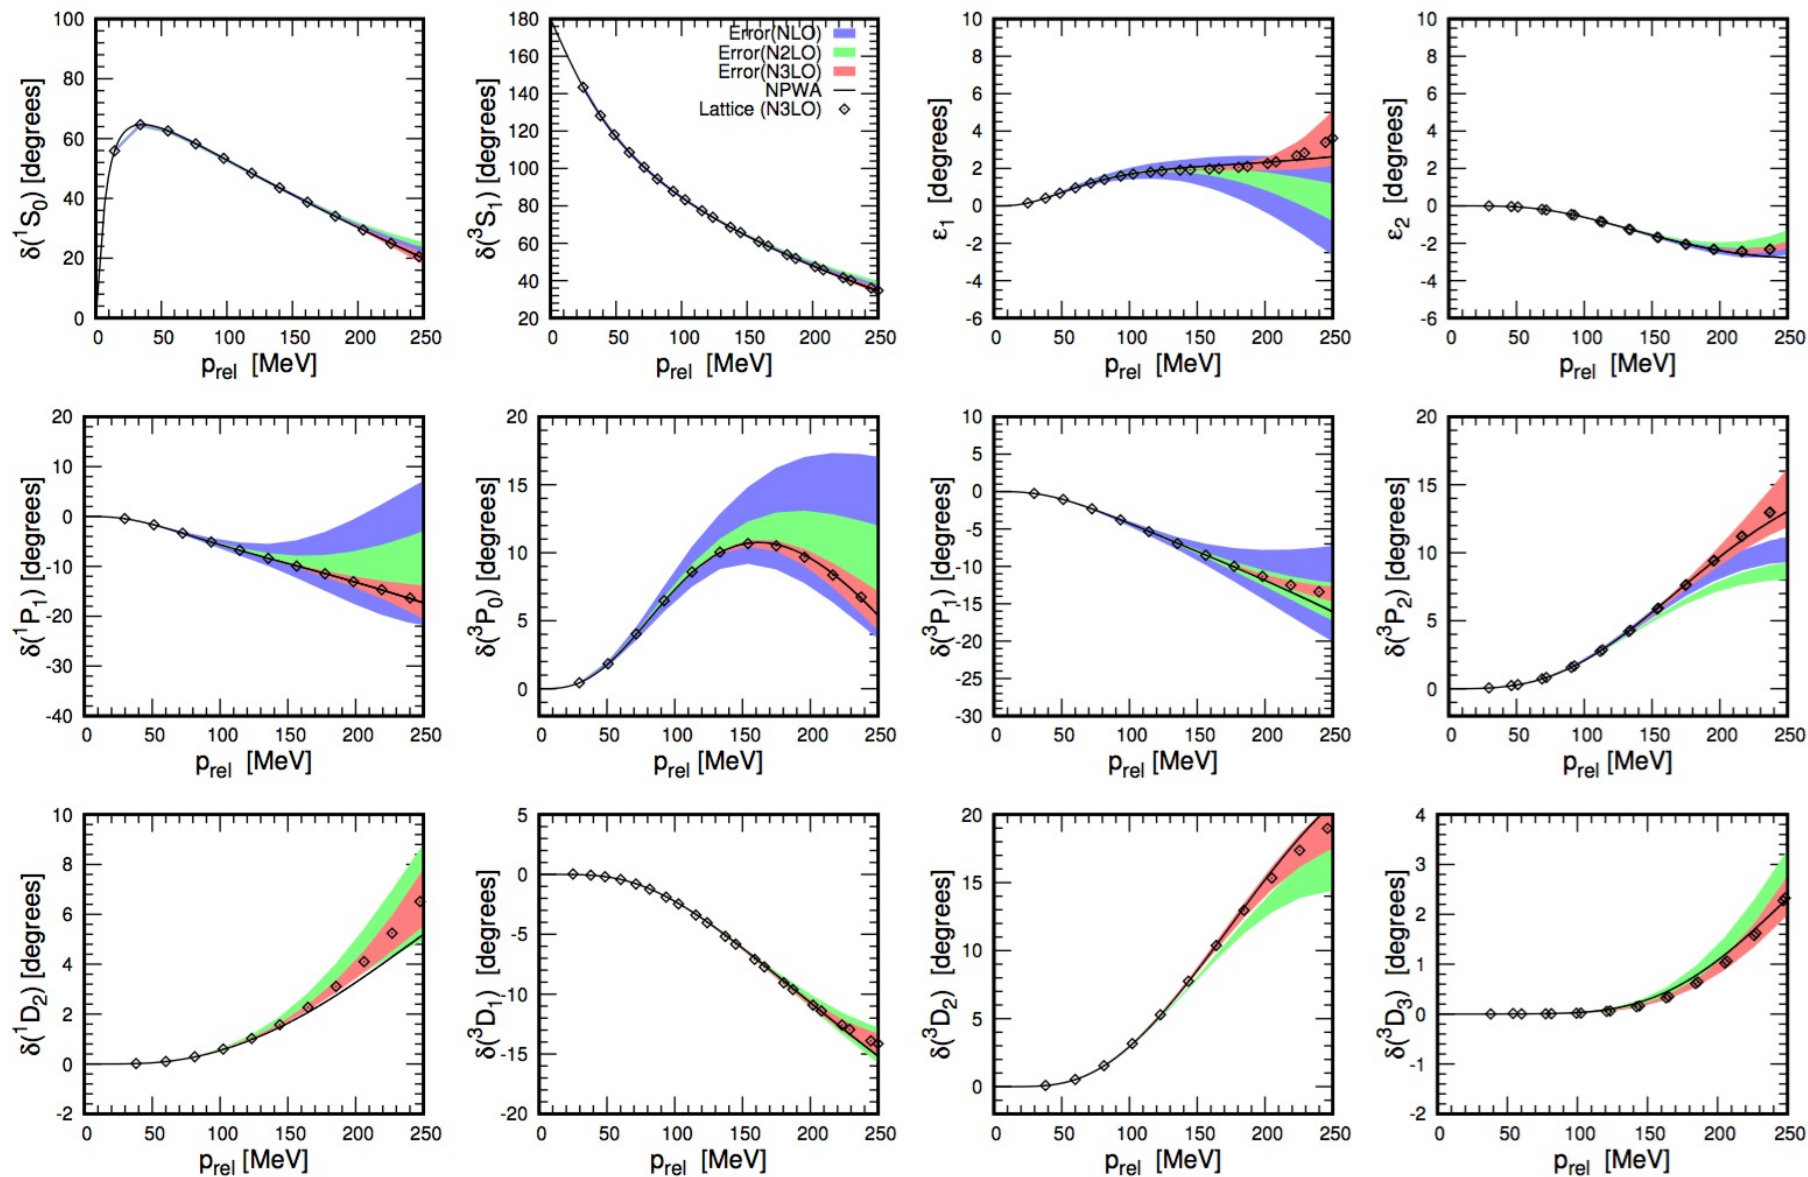 100
80
60
40
20
0
δ(¹S₀) [degrees]
0 50 100 150 200 250
p_rel [MeV]
180
160
140
120
100
80
60
40
20
δ(³S₁) [degrees]
Error(NLO)
Error(N2LO)
Error(N3LO)
NPWA
Lattice (N3LO)
0 50 100 150 200 250
p_rel [MeV]
10
8
6
4
2
0
-2
-4
-6
ε₁ [degrees]
0 50 100 150 200 250
p_rel [MeV]
10
8
6
4
2
0
-2
-4
-6
ε₂ [degrees]
0 50 100 150 200 250
p_rel [MeV]
20
10
0
-10
-20
-30
-40
δ(¹P₁) [degrees]
0 50 100 150 200 250
p_rel [MeV]
20
15
10
5
0
δ(³P₀) [degrees]
0 50 100 150 200 250
p_rel [MeV]
10
5
0
-5
-10
-15
-20
-25
-30
δ(³P₁) [degrees]
0 50 100 150 200 250
p_rel [MeV]
20
15
10
5
0
δ(³P₂) [degrees]
0 50 100 150 200 250
p_rel [MeV]
10
8
6
4
2
0
-2
δ(¹D₂) [degrees]
0 50 100 150 200 250
p_rel [MeV]
5
0
-5
-10
-15
-20
δ(³D₁) [degrees]
0 50 100 150 200 250
p_rel [MeV]
20
15
10
5
0
δ(³D₂) [degrees]
0 50 100 150 200 250
p_rel [MeV]
4
3
2
1
0
-1
-2
δ(³D₃) [degrees]
0 50 100 150 200 250
p_rel [MeV]